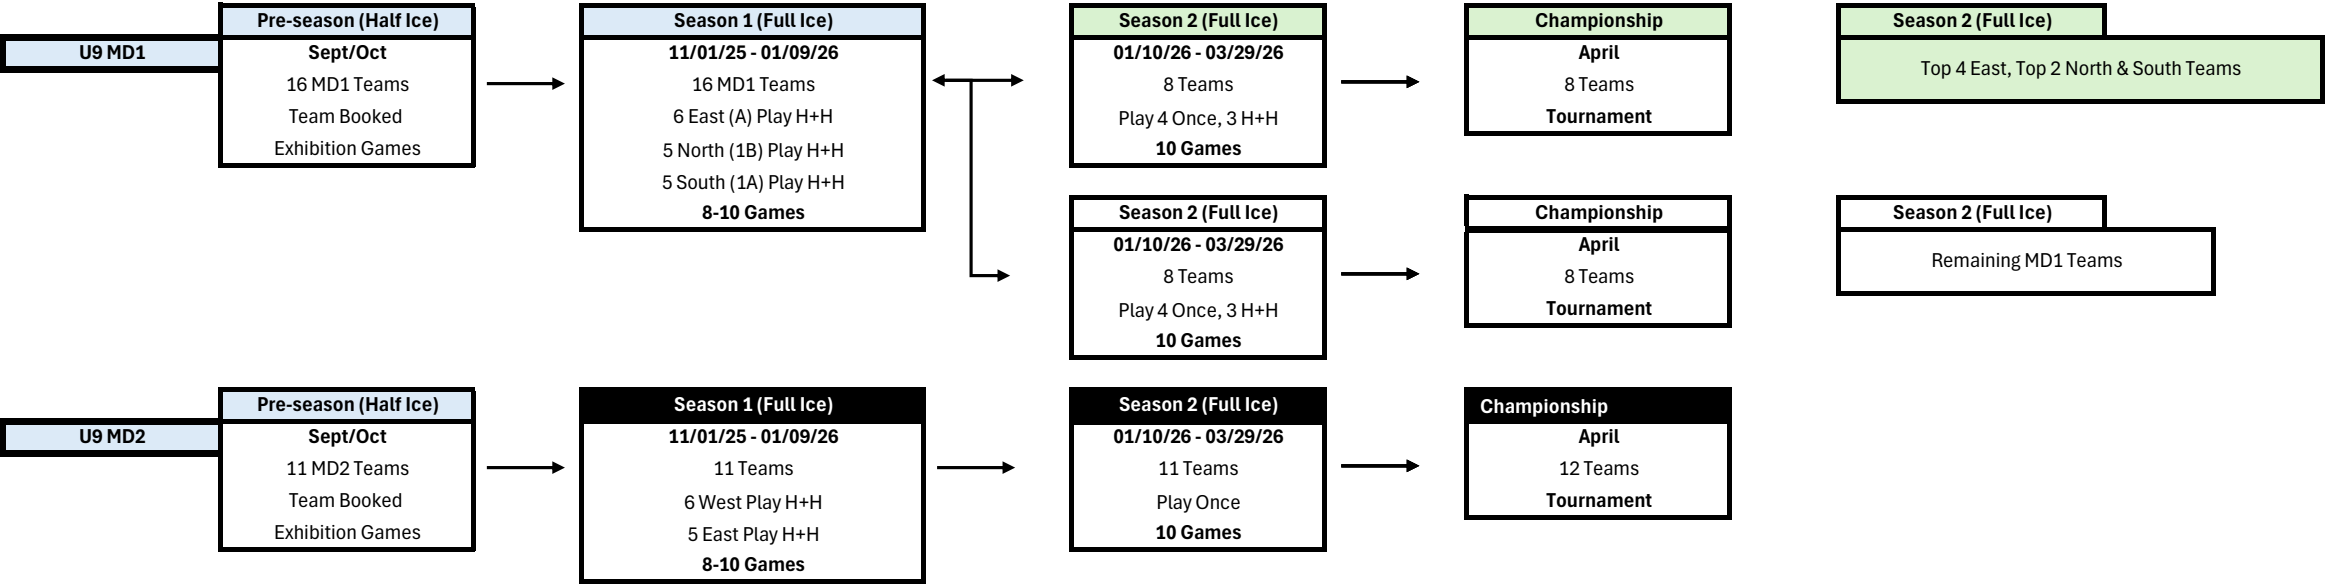 U9 MD1
Pre-season (Half Ice)
Sept/Oct
16 MD1 Teams
Team Booked
Exhibition Games
Season 1 (Full Ice)
11/01/25 - 01/09/26
16 MD1 Teams
6 East (A) Play H+H
5 North (1B) Play H+H
5 South (1A) Play H+H
8-10 Games
Season 2 (Full Ice)
01/10/26 - 03/29/26
8 Teams
Play 4 Once, 3 H+H
10 Games
Championship
April
8 Teams
Tournament
Season 2 (Full Ice)
Top 4 East, Top 2 North & South Teams
Season 2 (Full Ice)
01/10/26 - 03/29/26
8 Teams
Play 4 Once, 3 H+H
10 Games
Championship
April
8 Teams
Tournament
Season 2 (Full Ice)
Remaining MD1 Teams
U9 MD2
Pre-season (Half Ice)
Sept/Oct
11 MD2 Teams
Team Booked
Exhibition Games
Season 1 (Full Ice)
11/01/25 - 01/09/26
11 Teams
6 West Play H+H
5 East Play H+H
8-10 Games
Season 2 (Full Ice)
01/10/26 - 03/29/26
11 Teams
Play Once
10 Games
Championship
April
12 Teams
Tournament